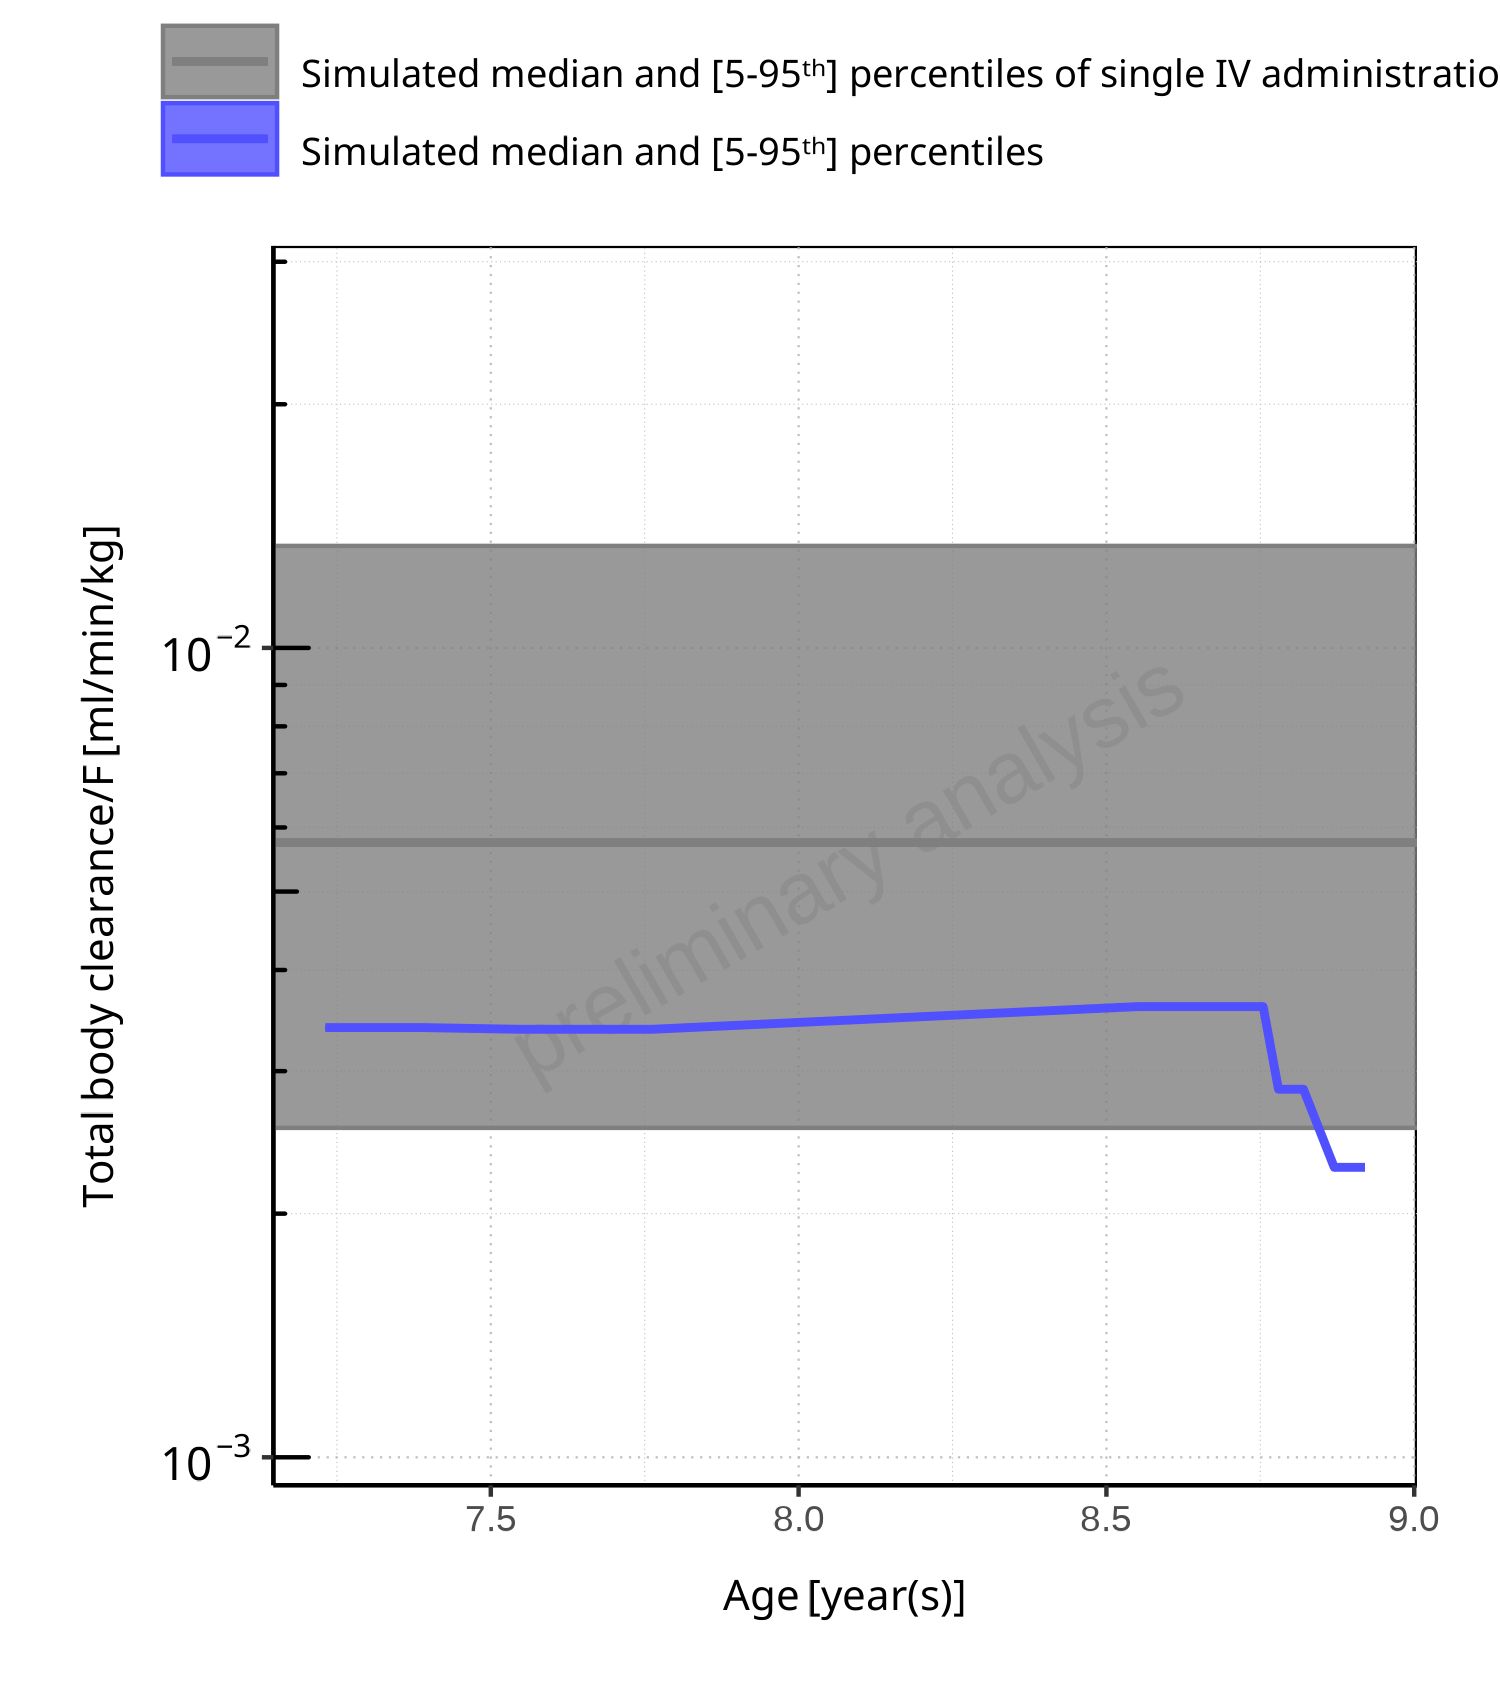 Simulated median and [5-95ᵗʰ] percentiles of single IV administratio
Simulated median and [5-95ᵗʰ] percentiles
Total body clearance/F [ml/min/kg]
10⁻²
10⁻³
preliminary analysis
7.5 8.0 8.5 9.0
Age [year(s)]